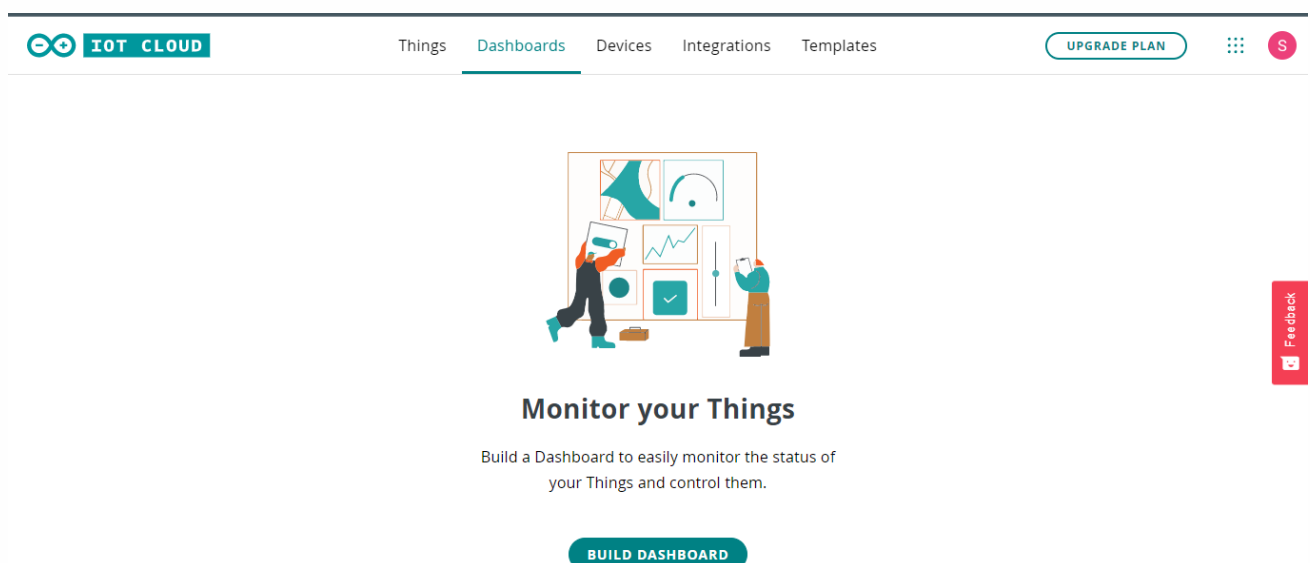 IOT CLOUD
Things Dashboards Devices Integrations Templates
UPGRADE PLAN
S
Feedback
Monitor your Things
Build a Dashboard to easily monitor the status of
your Things and control them.
BUILD DASHBOARD